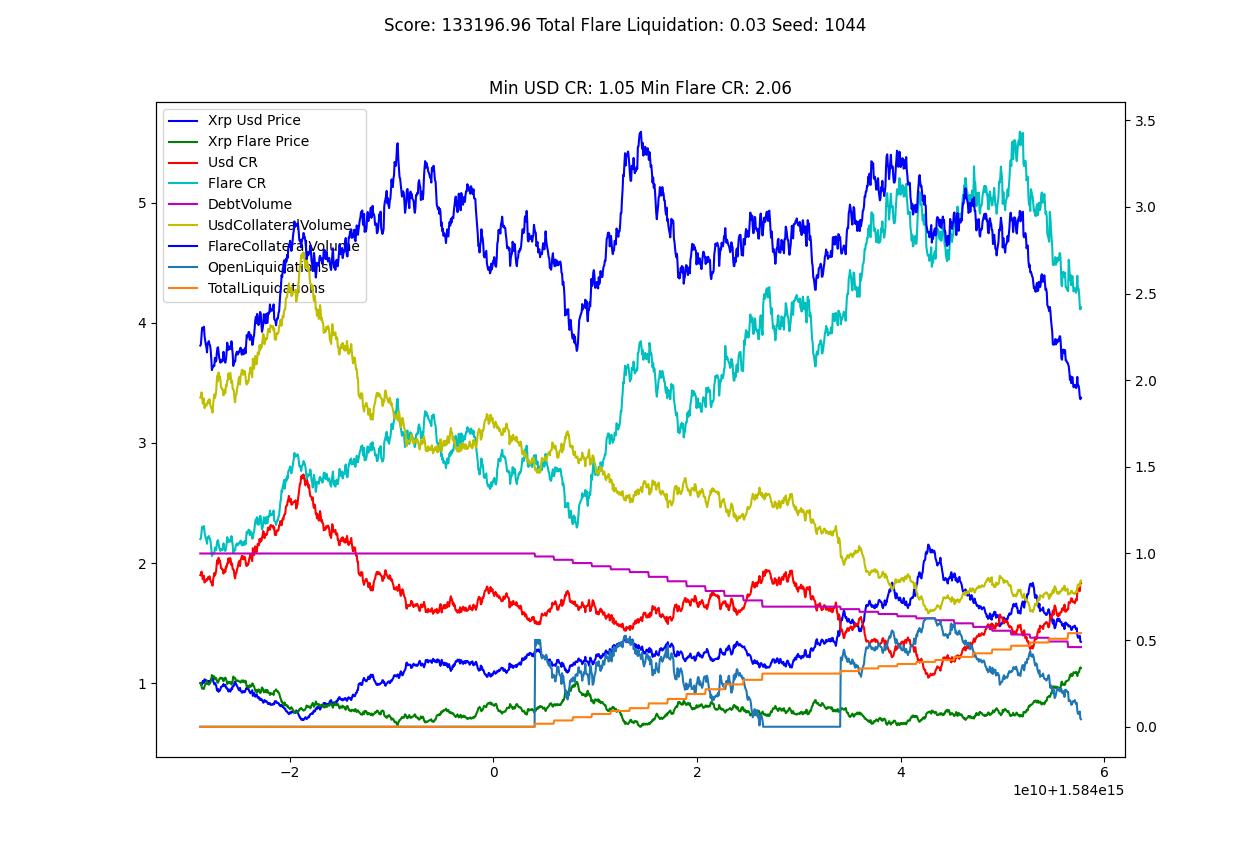 Score: 133196.96 Total Flare Liquidation: 0.03 Seed: 1044
Min USD CR: 1.05 Min Flare CR: 2.06
Xrp Usd Price
Xrp Flare Price
Usd CR
Flare CR
DebtVolume
UsdCollateralVolume
FlareCollateralVolume
OpenLiquidations
TotalLiquidations
5
4
3
2
1
3.5
3.0
2.5
2.0
1.5
1.0
0.5
0.0
−2
0
2
4
6
1e10+1.584e15